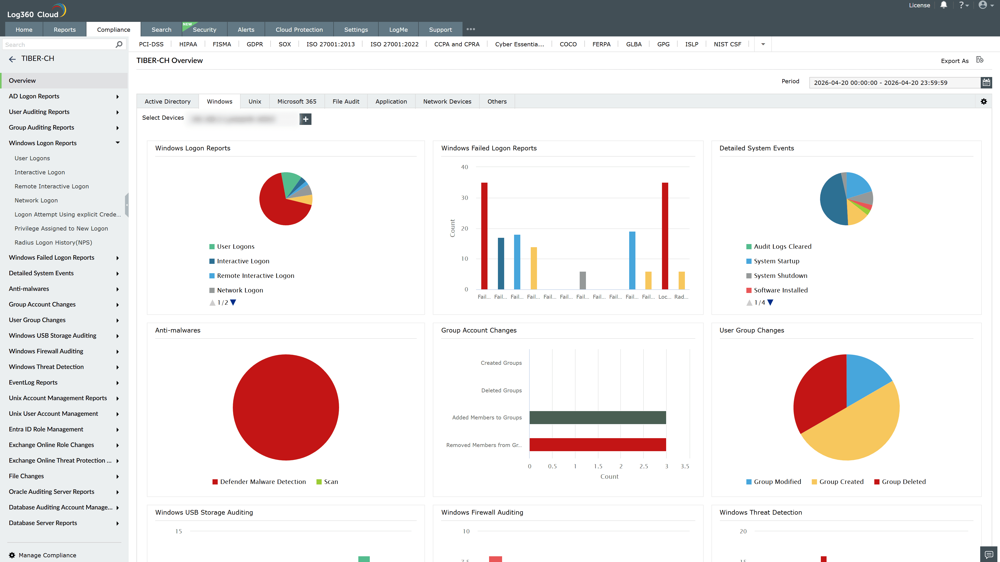 License
?
Log360 Cloud
Home
Reports
Compliance
Search
NEW
Security
Alerts
Cloud Protection
Settings
LogMe
Support
Search
PCI-DSS
HIPAA
FISMA
GDPR
SOX
ISO 27001:2013
ISO 27001:2022
CCPA and CPRA
Cyber Essentia...
COCO
FERPA
GLBA
GPG
ISLP
NIST CSF
TIBER-CH
Overview
AD Logon Reports
User Auditing Reports
Group Auditing Reports
Windows Logon Reports
User Logons
Interactive Logon
Remote Interactive Logon
Network Logon
Logon Attempt Using explicit Crede...
Privilege Assigned to New Logon
Radius Logon History(NPS)
Windows Failed Logon Reports
Detailed System Events
Anti-malwares
Group Account Changes
User Group Changes
Windows USB Storage Auditing
Windows Firewall Auditing
Windows Threat Detection
EventLog Reports
Unix Account Management Reports
Unix User Account Management
Entra ID Role Management
Exchange Online Role Changes
Exchange Online Threat Protection ...
File Changes
Oracle Auditing Server Reports
Database Auditing Account Manage...
Database Server Reports
Manage Compliance
TIBER-CH Overview
Export As
Period
2026-04-20 00:00:00 - 2026-04-20 23:59:59
Active Directory
Windows
Unix
Microsoft 365
File Audit
Application
Network Devices
Others
Select Devices
Windows Logon Reports
User Logons
Interactive Logon
Remote Interactive Logon
Network Logon
1/2
Windows Failed Logon Reports
40
30
20
10
0
Count
Fail...
Fail...
Fail...
Fail...
Fail...
Fail...
Fail...
Fail...
Fail...
Fail...
Fail...
Loc...
Rad...
Detailed System Events
Audit Logs Cleared
System Startup
System Shutdown
Software Installed
1/4
Anti-malwares
Defender Malware Detection
Scan
Group Account Changes
Created Groups
Deleted Groups
Added Members to Groups
Removed Members from Gr...
0
0.5
1
1.5
2
2.5
3
3.5
Count
User Group Changes
Group Modified
Group Created
Group Deleted
Windows USB Storage Auditing
15
Windows Firewall Auditing
10
7.5
Windows Threat Detection
20
15